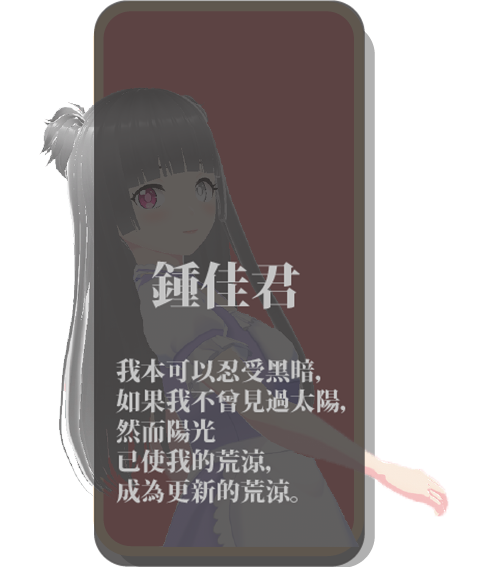 鍾佳君
我本可以忍受黑暗,
如果我不曾見過太陽,
然而陽光
已使我的荒涼,
成為更新的荒涼。